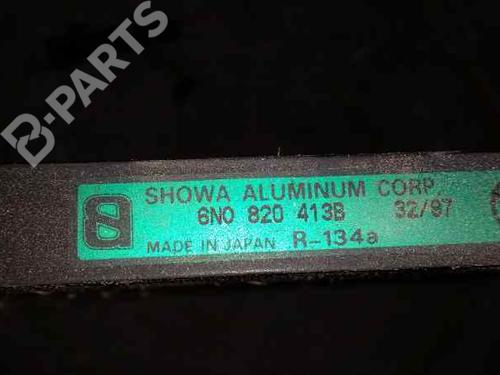 B-PARTS
SHOWA ALUMINUM CORP.
6N0 820 413B 32/97
MADE IN JAPAN R-134a